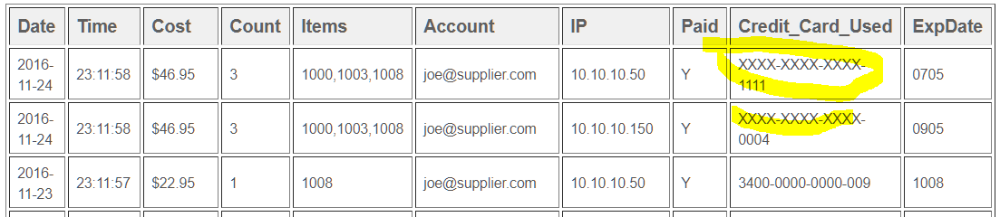 Date Time Cost Count Items Account IP Paid Credit_Card_Used ExpDate
2016-11-24 23:11:58 $46.95 3 1000,1003,1008 joe@supplier.com 10.10.10.50 Y XXXX-XXXX-XXXX-1111 0705
2016-11-24 23:11:58 $46.95 3 1000,1003,1008 joe@supplier.com 10.10.10.150 Y XXXX-XXXX-XXXX-0004 0905
2016-11-23 23:11:57 $22.95 1 1008 joe@supplier.com 10.10.10.50 Y 3400-0000-0000-009 1008